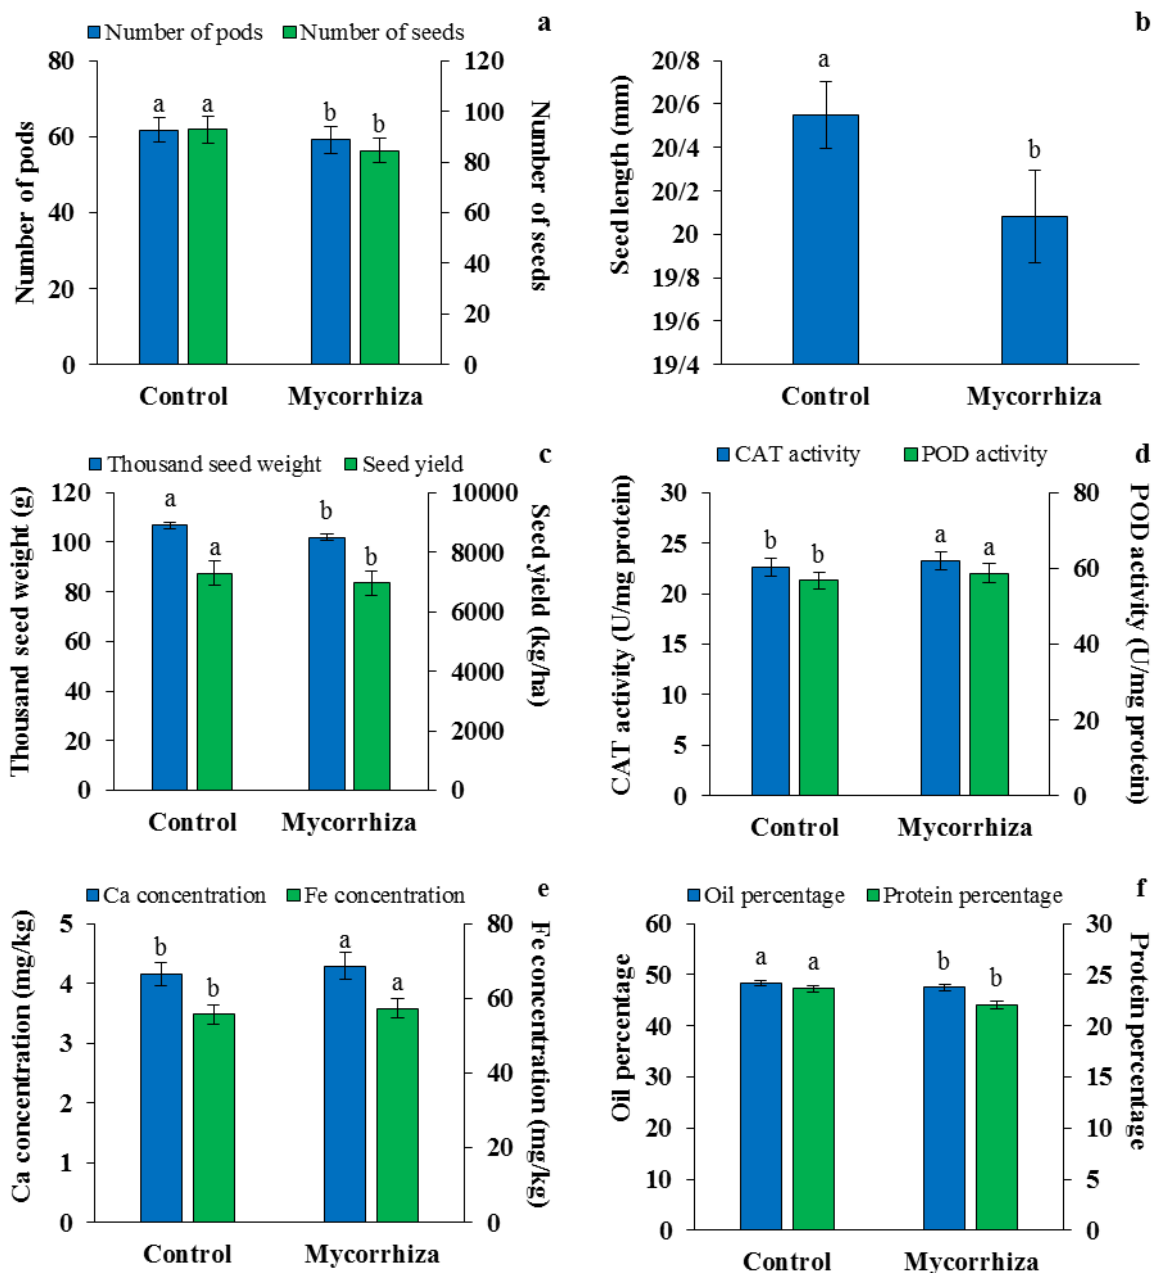 Number of pods Number of seeds a
Number of pods
80
60
40
20
0
a a b b
120
100
80
60
40
20
0
Number of seeds
Control Mycorrhiza
b
Seed length (mm)
20/8
20/6
20/4
20/2
20
19/8
19/6
19/4
a
b
Control Mycorrhiza
Thousand seed weight Seed yield c
Thousand seed weight (g)
120
100
80
60
40
20
0
a a b b
10000
8000
6000
4000
2000
0
Seed yield (kg/ha)
Control Mycorrhiza
CAT activity POD activity d
CAT activity (U/mg protein)
30
25
20
15
10
5
0
b b a a
80
60
40
20
0
POD activity (U/mg protein)
Control Mycorrhiza
Ca concentration Fe concentration e
Ca concentration (mg/kg)
5
4
3
2
1
0
b b a a
80
60
40
20
0
Fe concentration (mg/kg)
Control Mycorrhiza
Oil percentage Protein percentage f
Oil percentage
60
50
40
30
20
10
0
a a b b
30
25
20
15
10
5
0
Protein percentage
Control Mycorrhiza